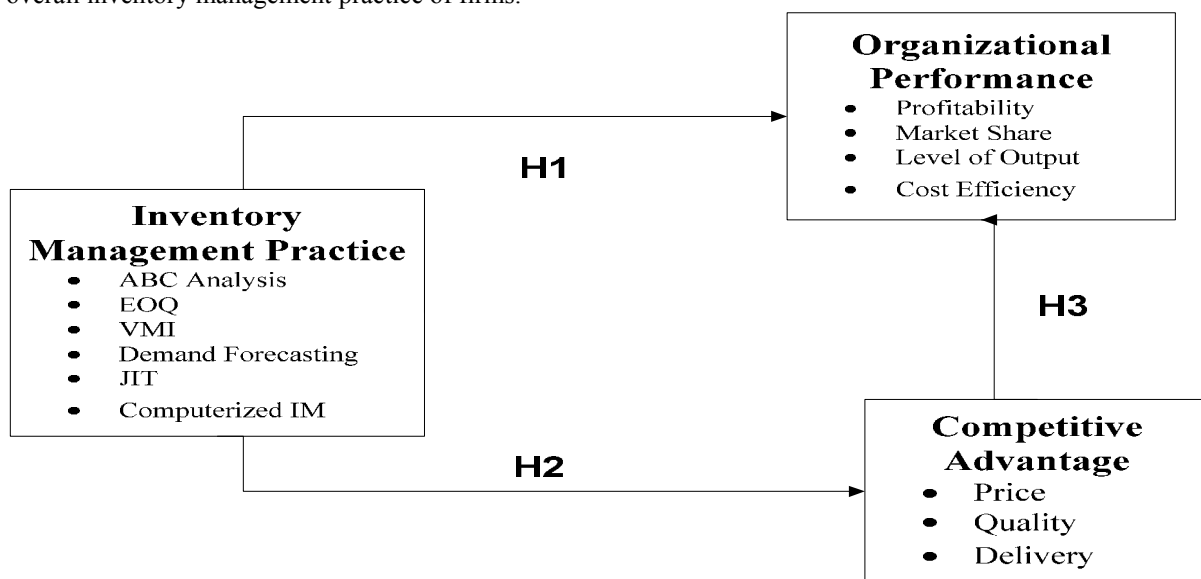 overall inventory management practice of firms.
Organizational
Performance
• Profitability
• Market Share
• Level of Output
• Cost Efficiency
H1
Inventory
Management Practice
• ABC Analysis
• EOQ
• VMI
• Demand Forecasting
• JIT
• Computerized IM
H3
H2
Competitive
Advantage
• Price
• Quality
• Delivery